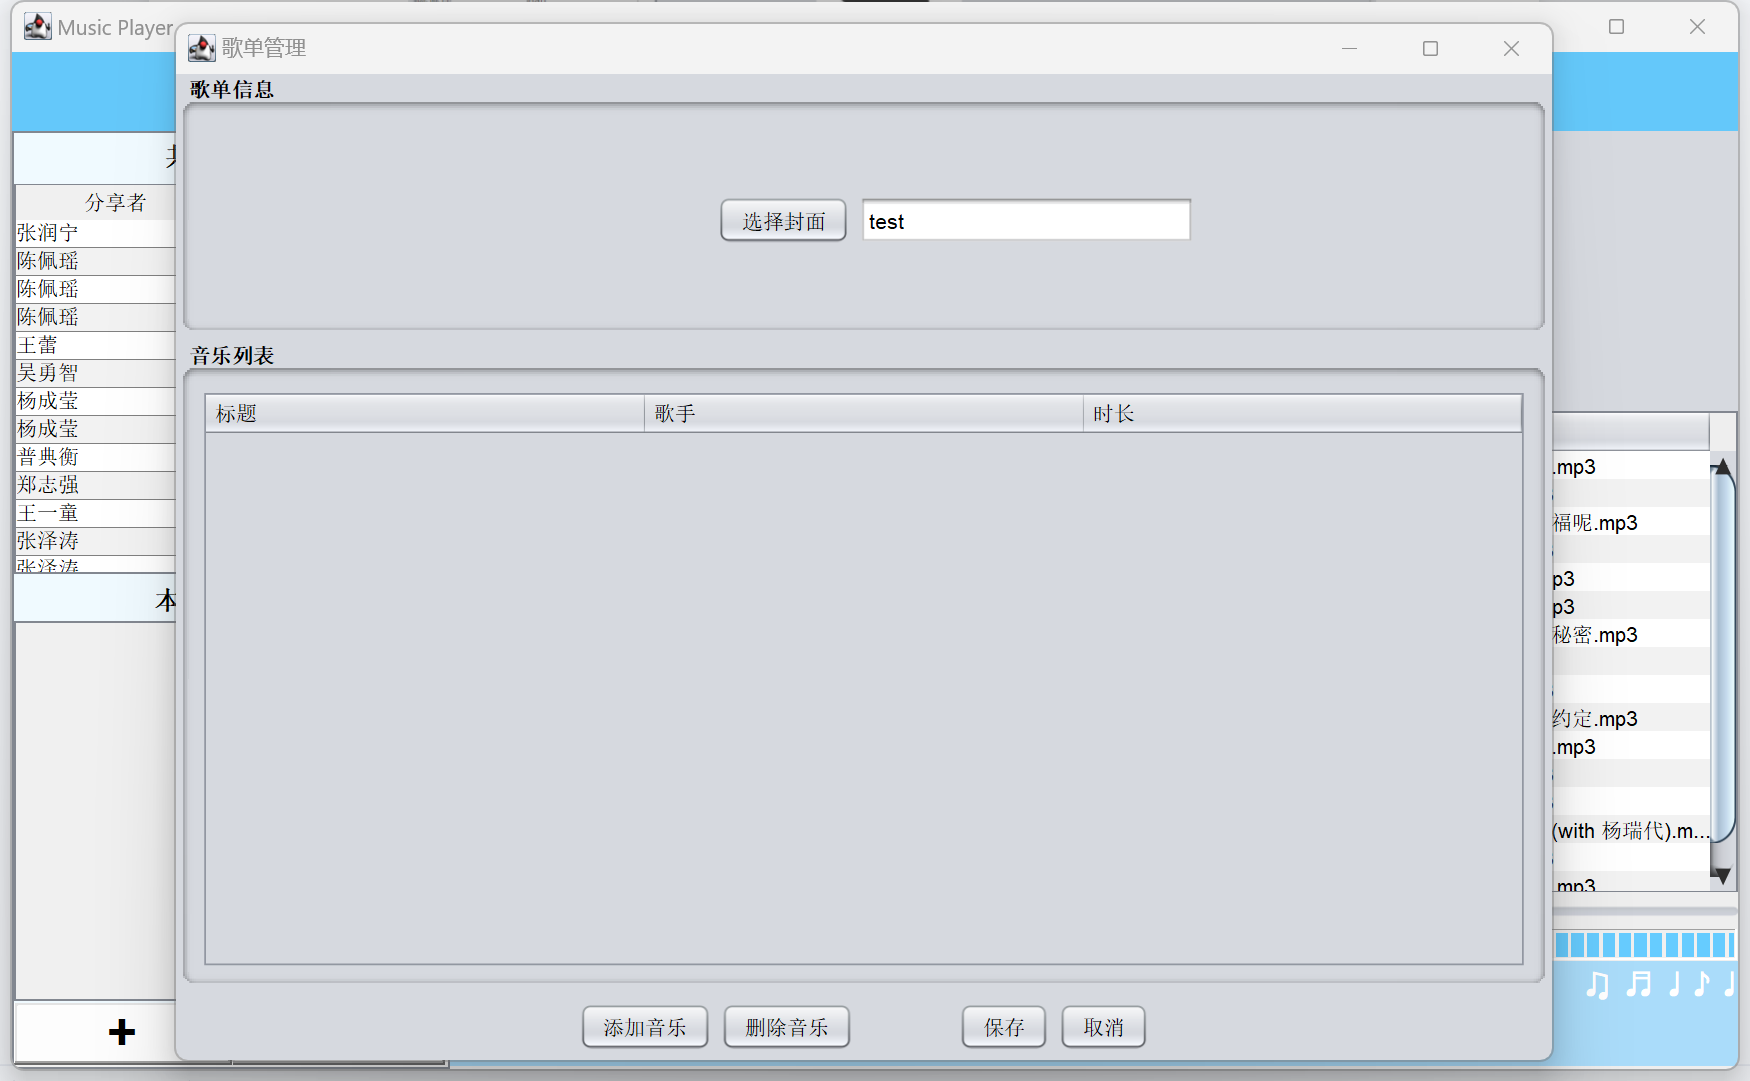 Music Player
歌单管理
歌单信息
选择封面
test
音乐列表
标题
歌手
时长
添加音乐
删除音乐
保存
取消
分享者
张润宁
陈佩瑶
陈佩瑶
陈佩瑶
王蕾
吴勇智
杨成莹
杨成莹
普典衡
郑志强
王一童
张泽涛
张泽涛
本
+
.mp3
福呢.mp3
p3
p3
秘密.mp3
约定.mp3
.mp3
(with 杨瑞代).m...
.mp3